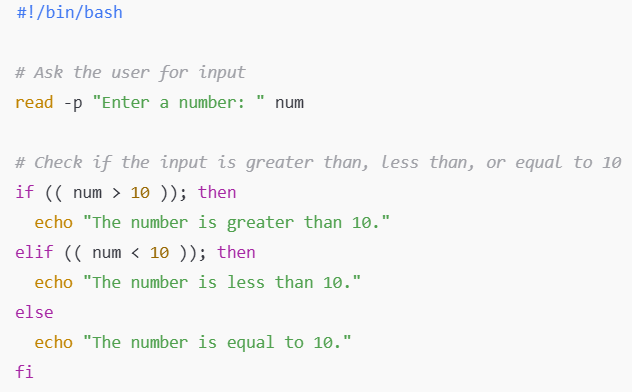 #!/bin/bash
# Ask the user for input
read -p "Enter a number: " num
# Check if the input is greater than, less than, or equal to 10
if (( num > 10 )); then
  echo "The number is greater than 10."
elif (( num < 10 )); then
  echo "The number is less than 10."
else
  echo "The number is equal to 10."
fi